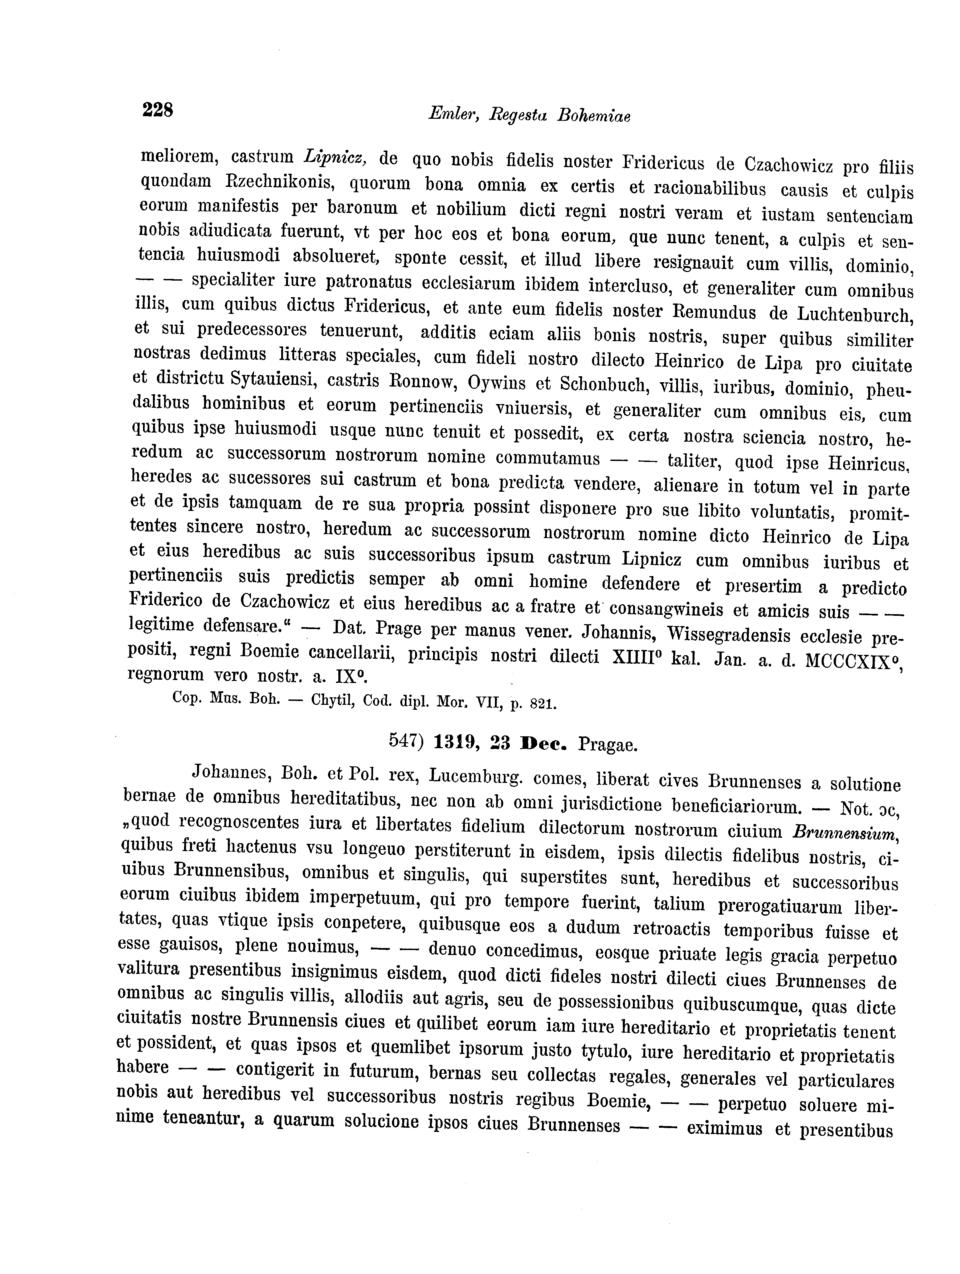 228 Emler, Regesta Bohemiae
meliorem, castrum Lipnicz, de quo nobis fidelis noster Fridericus de Czachowicz pro filiis
quondam Rzechnikonis, quorum bona omnia ex certis et racionabilibus causis et culpis
eorum manifestis per baronum et nobilium dicti regni nostri veram et iustam sentenciam
nobis adiudicata fuerunt, vt per hoc eos et bona eorum, que nunc tenent, a culpis et sen-
tencia huiusmodi absolueret, sponte cessit, et illud libere resignauit cum villis, dominio,
— — specialiter iure patronatus ecclesiarum ibidem intercluso, et generaliter cum omnibus
illis, cum quibus dictus Fridericus, et ante eum fidelis noster Remundus de Luchtenburch,
et sui predecessores tenuerunt, additis eciam aliis bonis nostris, super quibus similiter
nostras dedimus litteras speciales, cum fideli nostro dilecto Heinrico de Lipa pro ciuitate
et districtu Sytauiensi, castris Ronnow, Oywins et Schonbuch, villis, iuribus, dominio, pheu-
dalibus hominibus et eorum pertinenciis vniuersis, et generaliter cum omnibus eis, cum
quibus ipse huiusmodi usque nunc tenuit et possedit, ex certa nostra sciencia nostro, he-
redum ac successorum nostrorum nomine commutamus — — taliter, quod ipse Heinricus,
heredes ac sucessores sui castrum et bona predicta vendere, alienare in totum vel in parte
et de ipsis tamquam de re sua propria possint disponere pro sue libito voluntatis, promit-
tentes sincere nostro, heredum ac successorum nostrorum nomine dicto Heinrico de Lipa
et eius heredibus ac suis successoribus ipsum castrum Lipnicz cum omnibus iuribus et
pertinenciis suis predictis semper ab omni homine defendere et presertim a predicto
Friderico de Czachowicz et eius heredibus ac a fratre et consangwineis et amicis suis — —
legitime defensare.“ — Dat. Prage per manus vener. Johannis, Wissegradensis ecclesie pre-
positi, regni Boemie cancellarii, principis nostri dilecti XIIII⁰ kal. Jan. a. d. MCCCXIX⁰,
regnorum vero nostr. a. IX⁰.
Cop. Mus. Boh. — Chytil, Cod. dipl. Mor. VII, p. 821.
547) 1319, 23 Dec. Pragae.
Johannes, Boh. et Pol. rex, Lucemburg. comes, liberat cives Brunnenses a solutione
bernae de omnibus hereditatibus, nec non ab omni jurisdictione beneficiariorum. — Not. ɔc,
„quod recognoscentes iura et libertates fidelium dilectorum nostrorum ciuium Brunnensium,
quibus freti hactenus vsu longeuo perstiterunt in eisdem, ipsis dilectis fidelibus nostris, ci-
uibus Brunnensibus, omnibus et singulis, qui superstites sunt, heredibus et successoribus
eorum ciuibus ibidem imperpetuum, qui pro tempore fuerint, talium prerogatiuarum liber-
tates, quas vtique ipsis conpetere, quibusque eos a dudum retroactis temporibus fuisse et
esse gauisos, plene nouimus, — — denuo concedimus, eosque priuate legis gracia perpetuo
valitura presentibus insignimus eisdem, quod dicti fideles nostri dilecti ciues Brunnenses de
omnibus ac singulis villis, allodiis aut agris, seu de possessionibus quibuscumque, quas dicte
ciuitatis nostre Brunnensis ciues et quilibet eorum iam iure hereditario et proprietatis tenent
et possident, et quas ipsos et quemlibet ipsorum justo tytulo, iure hereditario et proprietatis
habere — — contigerit in futurum, bernas seu collectas regales, generales vel particulares
nobis aut heredibus vel successoribus nostris regibus Boemie, — — perpetuo soluere mi-
nime teneantur, a quarum solucione ipsos ciues Brunnenses — — eximimus et presentibus